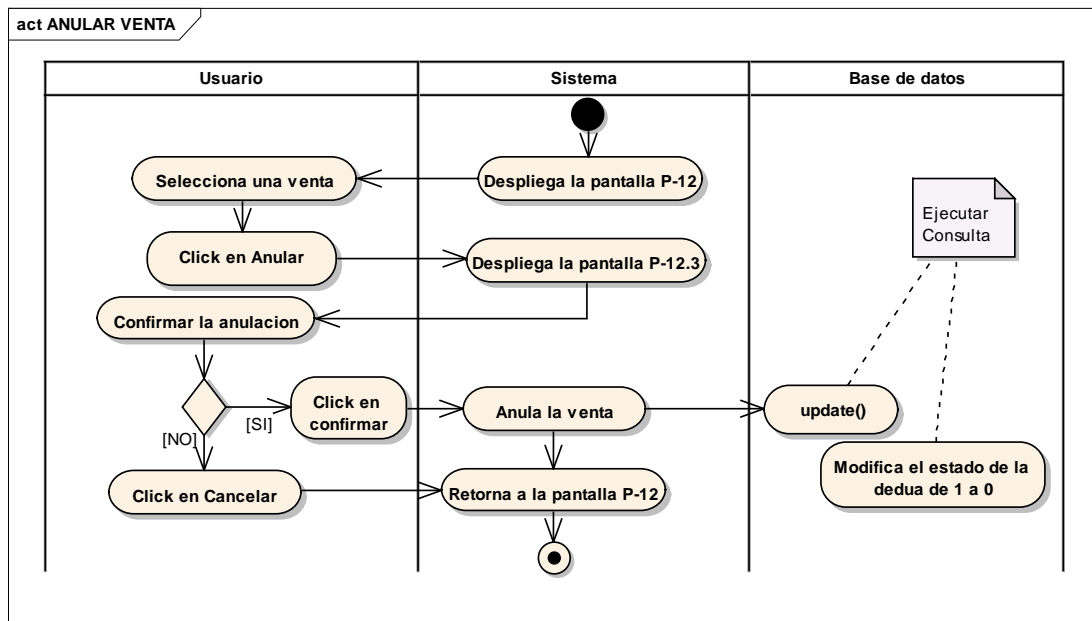 act ANULAR VENTA
Usuario
Sistema
Base de datos
Despliega la pantalla P-12
Selecciona una venta
Ejecutar
Consulta
Click en Anular
Despliega la pantalla P-12.3
Confirmar la anulacion
Click en
confirmar
[SI]
[NO]
Anula la venta
update()
Modifica el estado de la
dedua de 1 a 0
Click en Cancelar
Retorna a la pantalla P-12